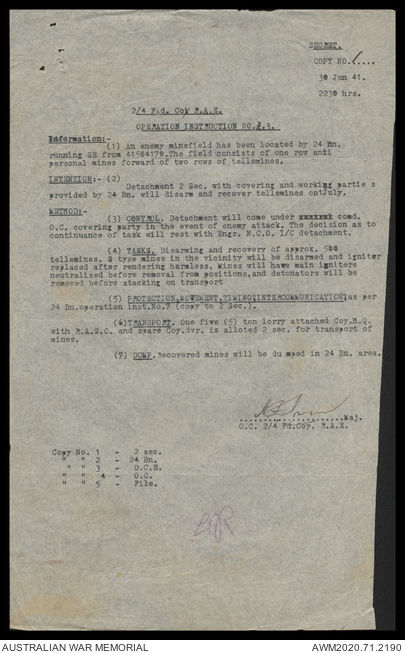 SECRET.
COPY NO. 1....
30 Jun 41.
2230 hrs.
2/4 Fd. Coy R.A.E.
OPERATION INSTRUCTION NO.
Information:-
(1) An enemy minefield has been located by 24 Bn.
running SE from 41504170. The field consists of one row anti
personal mines forward of two rows of tellemines.
INTENTION:- (2)
Detachment 2 Sec. with covering and working partie s
provided by 24 Bn. will disarm and recover tellemines on 1 July.
METHOD:-
(3) CONTROL. Detachment will come under comd.
O.C. covering party in the event of enemy attack. The decision as to
continuance of task will rest with Engr. N.C.O. I/C detachment.
(4) TASKS. Disarming and recovery of approx. 500
tellemines. S type mines in the vicinity will be disarmed and igniter
replaced after rendering harmless. Mines will have main igniters
neutralised before removal from positions, and detonators will be
removed before stacking on transport
(5) PROTECTION, MOVEMENT, TIMING? INTERCOMMUNICATION? as per
24 Bn. operation inst. No.7 (copy to 2 Sec.).
(6) TRANSPORT. One five (5) ton lorry attached Coy.H.Q.
with R.A.S.C. and spare Coy.dvr. is alloted 2 sec. for transport of
mines.
(7) DUMP. Recovered mines will be du mped in 24 Bn. area.
....................Maj.
O.C. 2/4 Fd.Coy. R.A.E.
Copy No. 1 - 2 sec.
" " 2 - 24 Bn.
" " 3 - D.C.E.
" " 4 - O.C.
" " 5 - File.
AUSTRALIAN WAR MEMORIAL
AWM2020.71.2190